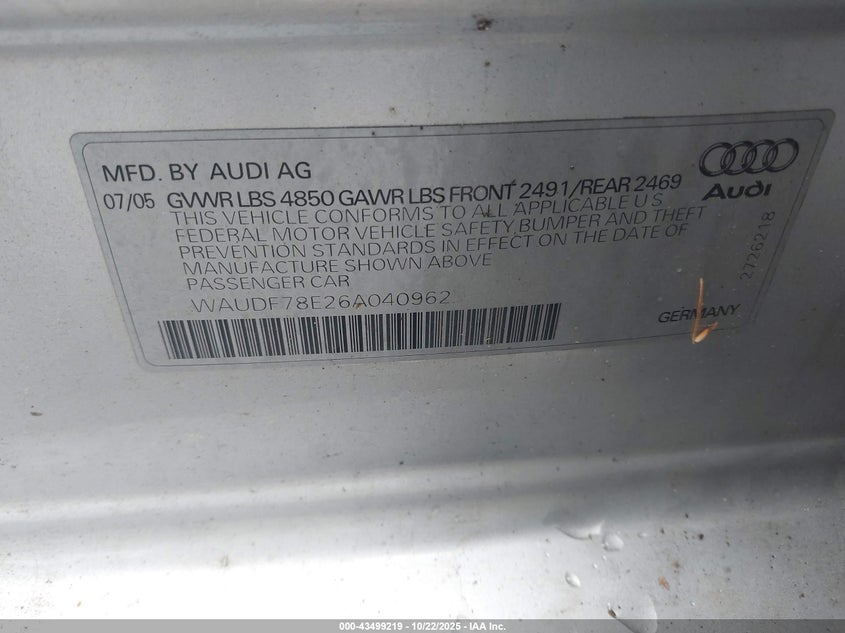 MFD. BY AUDI AG
07/05 GVWR LBS 4850 GAWR LBS FRONT 2491/REAR 2469
THIS VEHICLE CONFORMS TO ALL APPLICABLE U S
FEDERAL MOTOR VEHICLE SAFETY,BUMPER AND THEFT
PREVENTION STANDARDS IN EFFECT ON THE DATE OF
MANUFACTURE SHOWN ABOVE
PASSENGER CAR
WAUDF78E26A040962
Audi
2726218
GERMANY
000-43499219 - 10/22/2025 - IAA Inc.